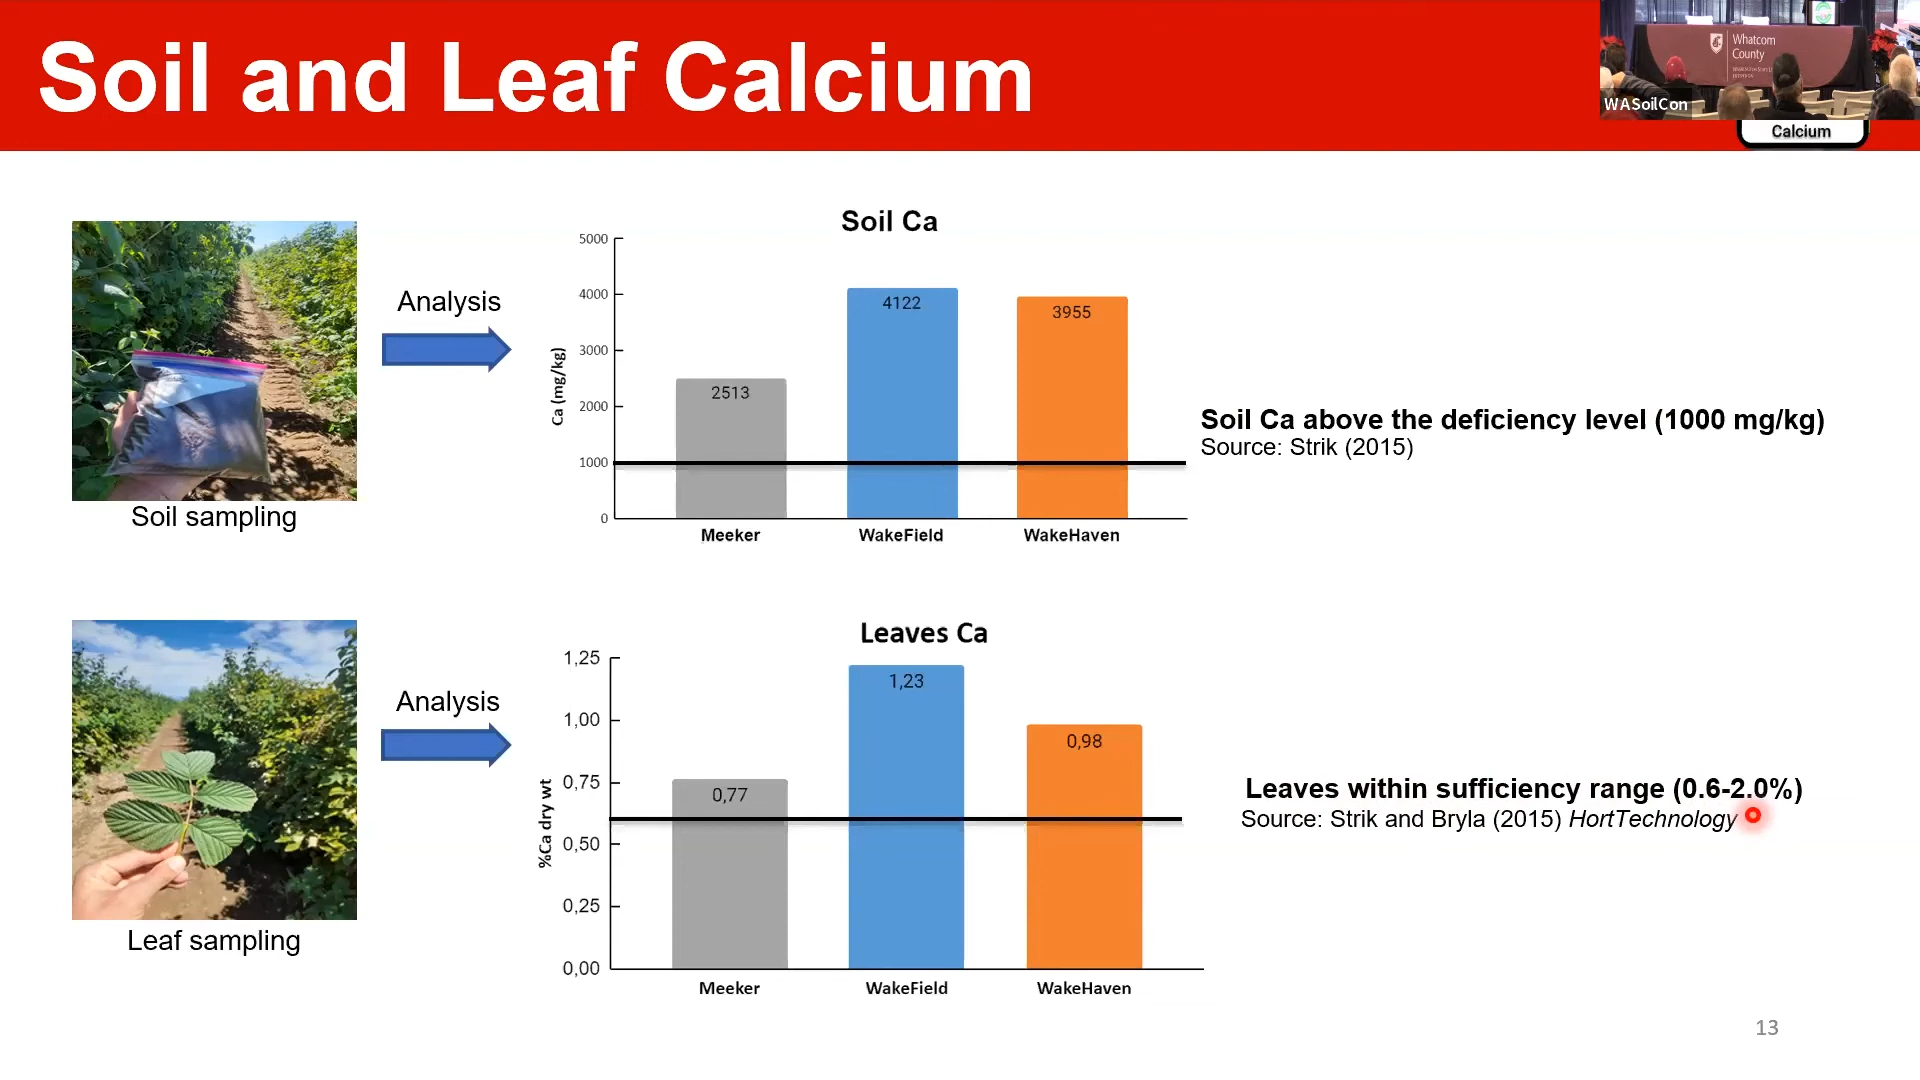 Soil and Leaf Calcium
Whatcom
County
WASoilCon
Calcium
Soil Ca
5000
4000
3000
2000
1000
0
Ca (mg/kg)
2513
4122
3955
Meeker
WakeField
WakeHaven
Analysis
Soil sampling
Soil Ca above the deficiency level (1000 mg/kg)
Source: Strik (2015)
Leaves Ca
1,25
1,00
0,75
0,50
0,25
0,00
%Ca dry wt
0,77
1,23
0,98
Meeker
WakeField
WakeHaven
Analysis
Leaf sampling
Leaves within sufficiency range (0.6-2.0%)
Source: Strik and Bryla (2015) HortTechnology
13